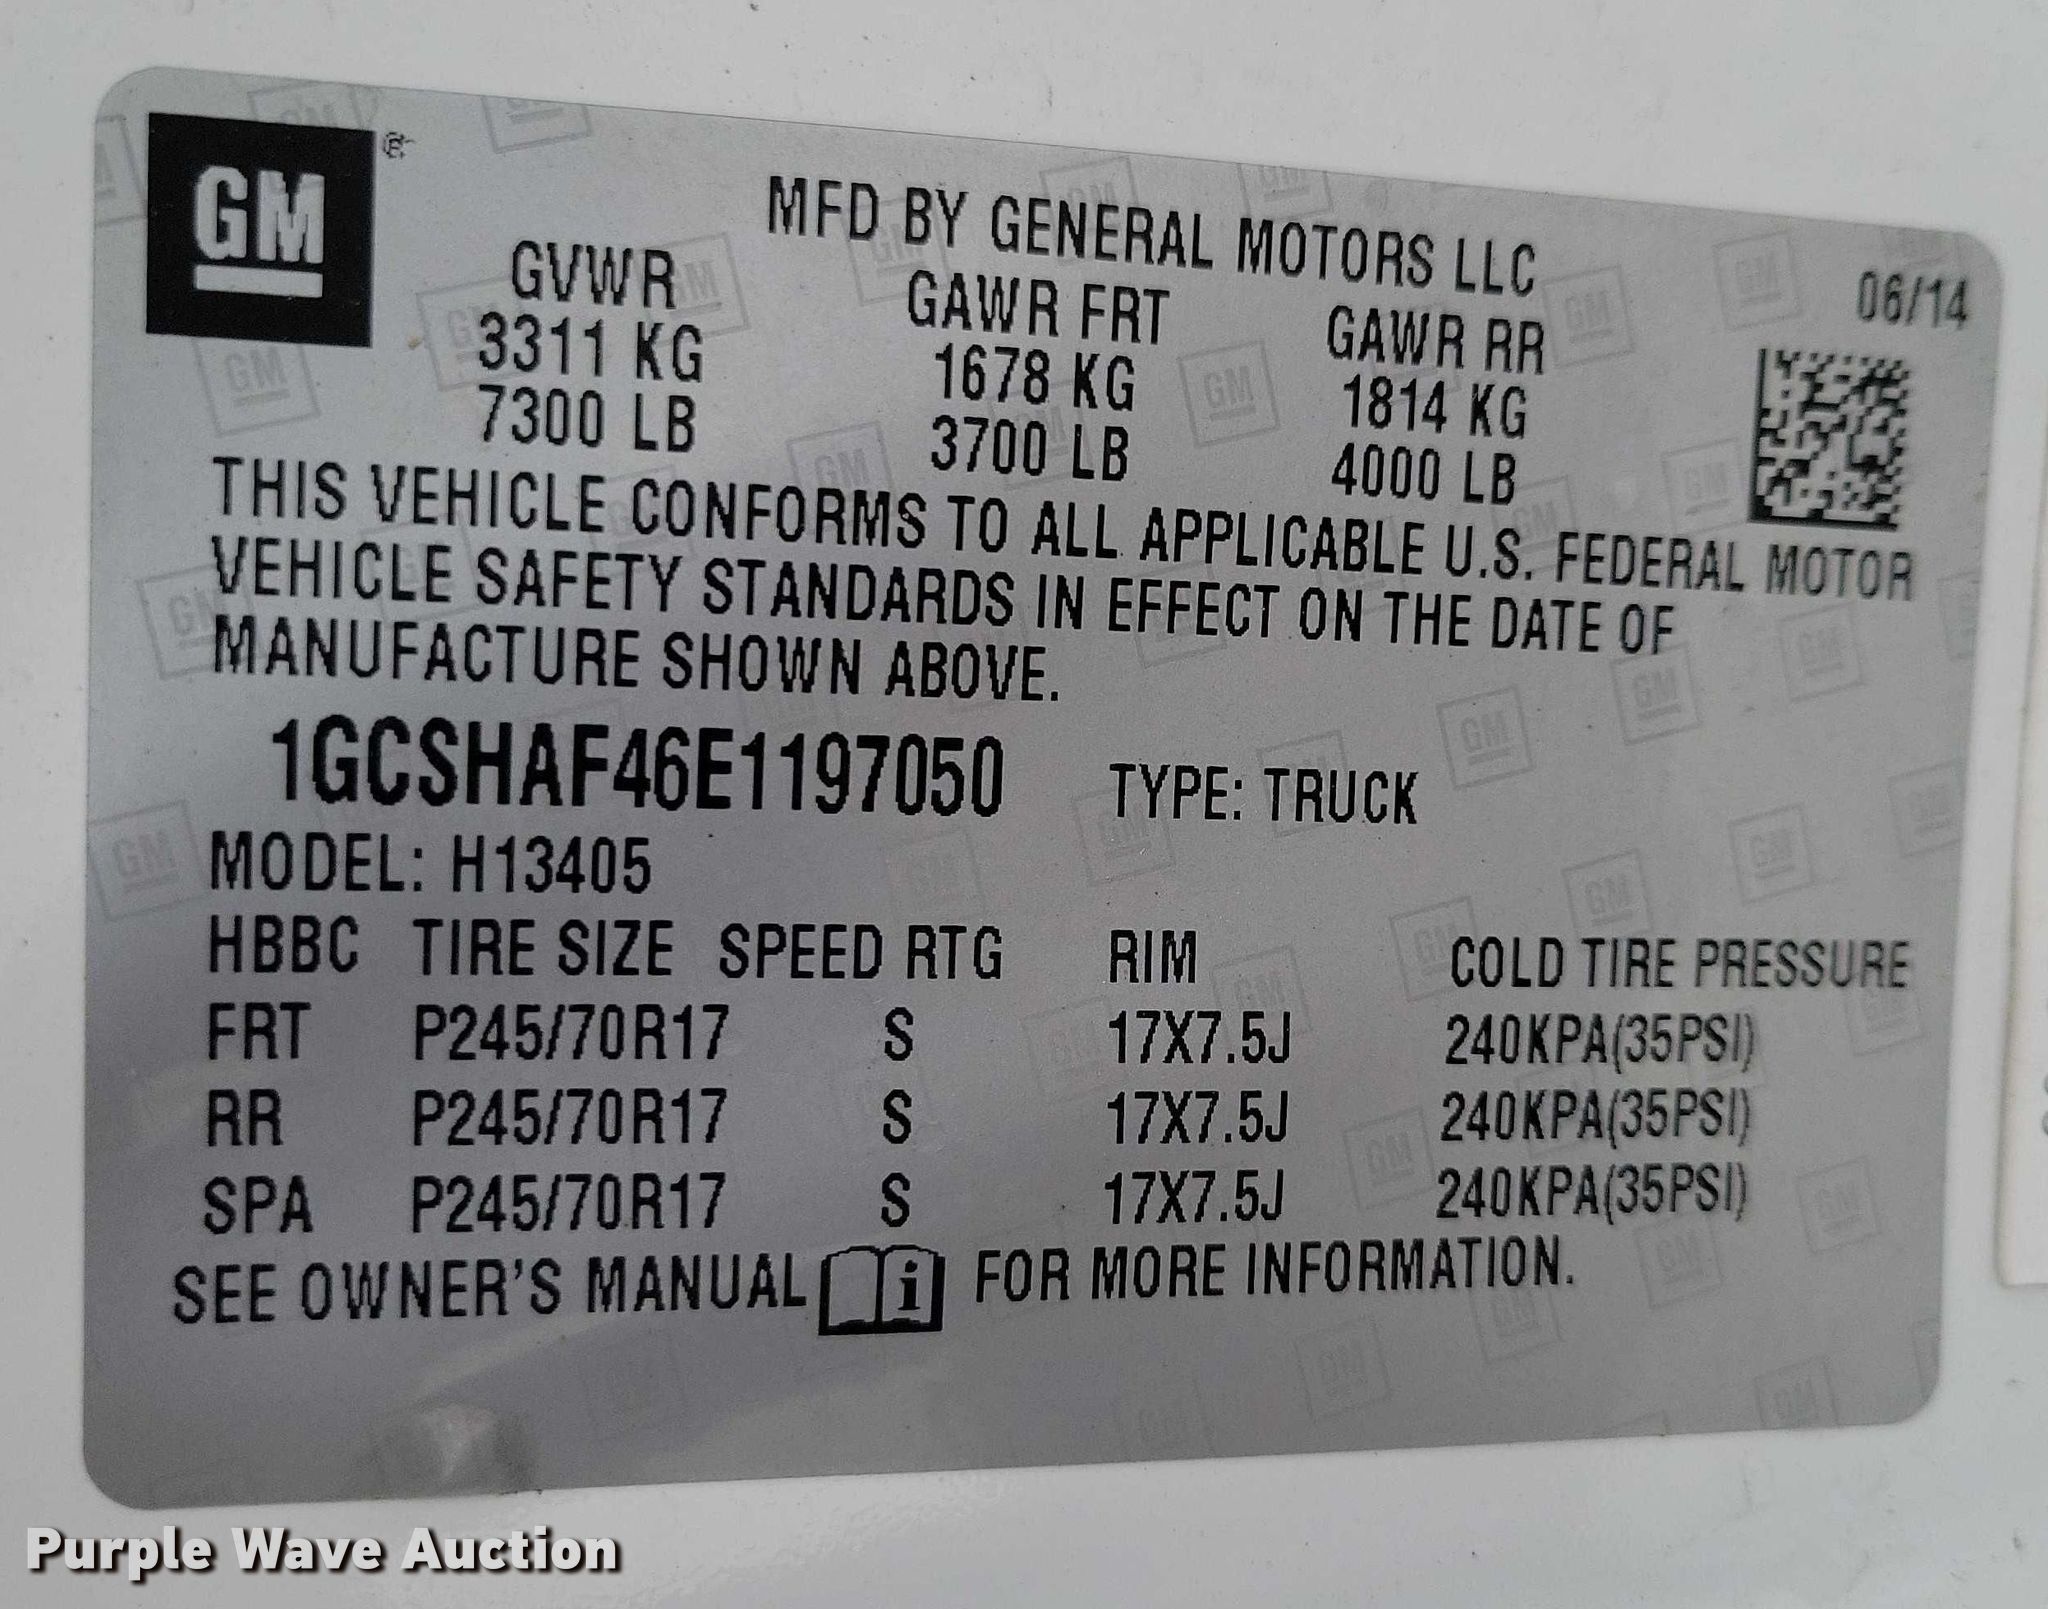 GM ®
MFD BY GENERAL MOTORS LLC
06/14
GVWR GAWR FRT GAWR RR
3311 KG 1678 KG 1814 KG
7300 LB 3700 LB 4000 LB
THIS VEHICLE CONFORMS TO ALL APPLICABLE U.S. FEDERAL MOTOR
VEHICLE SAFETY STANDARDS IN EFFECT ON THE DATE OF
MANUFACTURE SHOWN ABOVE.
1GCSHAF46E1197050 TYPE: TRUCK
MODEL: H13405
HBBC TIRE SIZE SPEED RTG RIM COLD TIRE PRESSURE
FRT P245/70R17 S 17X7.5J 240KPA(35PSI)
RR P245/70R17 S 17X7.5J 240KPA(35PSI)
SPA P245/70R17 S 17X7.5J 240KPA(35PSI)
SEE OWNER'S MANUAL i FOR MORE INFORMATION.
Purple Wave Auction